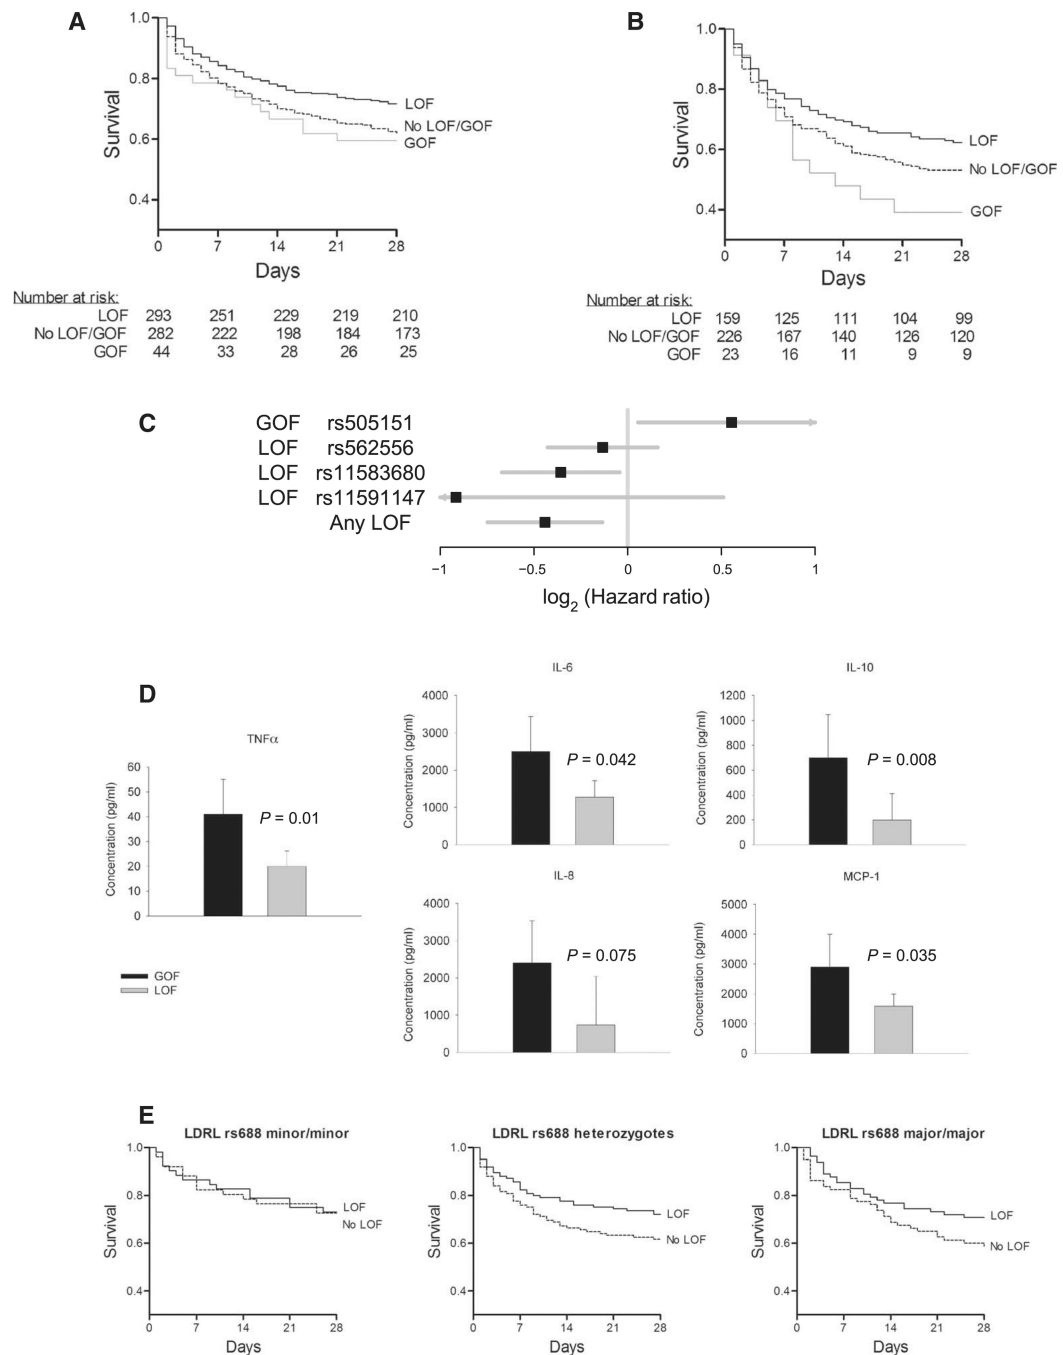 A
Survival
1.0
0.8
0.6
0.4
LOF
No LOF/GOF
GOF
0 7 14 21 28
Days
Number at risk:
LOF 293 251 229 219 210
No LOF/GOF 282 222 198 184 173
GOF 44 33 28 26 25
B
Survival
1.0
0.8
0.6
0.4
LOF
No LOF/GOF
GOF
0 7 14 21 28
Days
Number at risk:
LOF 159 125 111 104 99
No LOF/GOF 226 167 140 126 120
GOF 23 16 11 9 9
C
GOF rs505151
LOF rs562556
LOF rs11583680
LOF rs11591147
Any LOF
−1 −0.5 0 0.5 1
log2 (Hazard ratio)
D
TNFα
Concentration (pg/ml)
60
50
40
30
20
10
0
P = 0.01
GOF
LOF
IL-6
Concentration (pg/ml)
4000
3000
2000
1000
0
P = 0.042
IL-10
Concentration (pg/ml)
1200
1000
800
600
400
200
0
P = 0.008
IL-8
Concentration (pg/ml)
4000
3000
2000
1000
0
P = 0.075
MCP-1
Concentration (pg/ml)
5000
4000
3000
2000
1000
0
P = 0.035
E
LDRL rs688 minor/minor
Survival
1.0
0.8
0.6
0.4
LOF
No LOF
0 7 14 21 28
Days
LDRL rs688 heterozygotes
Survival
1.0
0.8
0.6
0.4
LOF
No LOF
0 7 14 21 28
Days
LDRL rs688 major/major
Survival
1.0
0.8
0.6
0.4
LOF
No LOF
0 7 14 21 28
Days